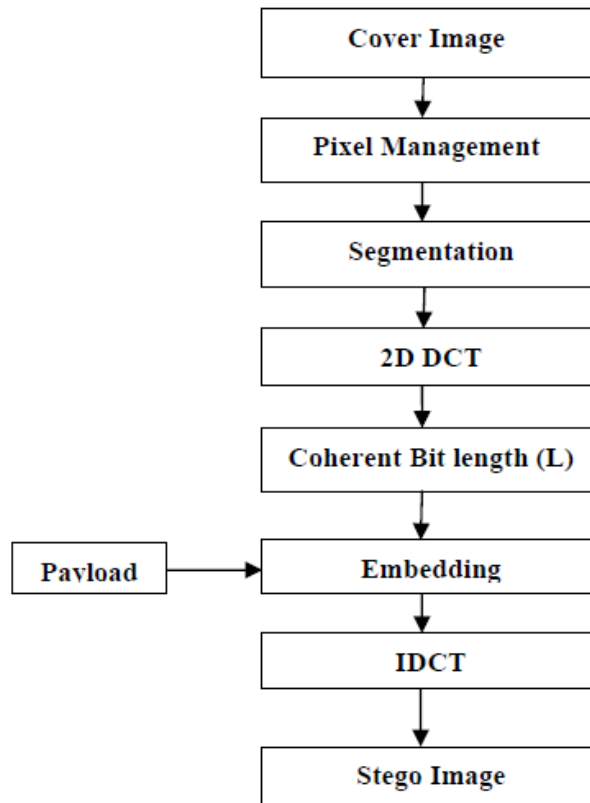 Cover Image
Pixel Management
Segmentation
2D DCT
Coherent Bit length (L)
Payload
Embedding
IDCT
Stego Image